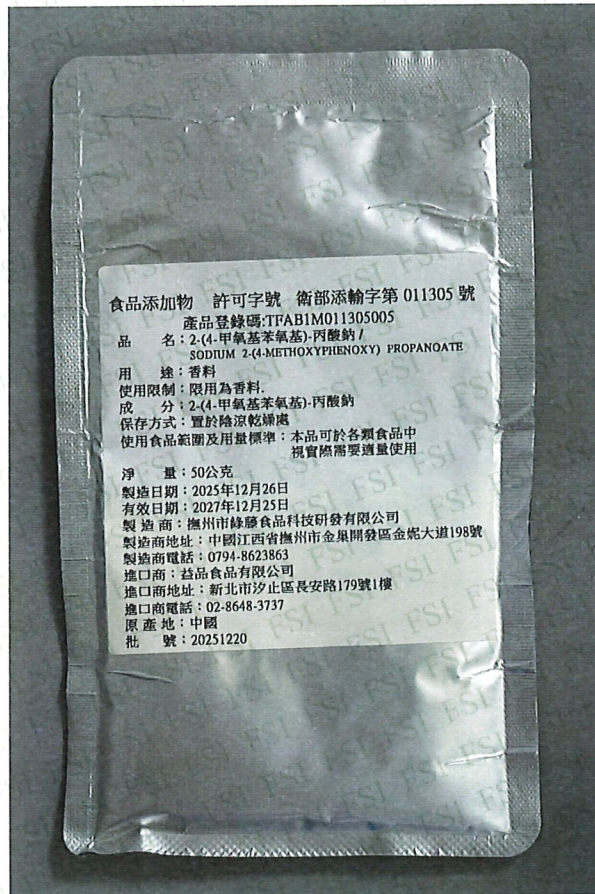 食品添加物 許可字號 衛部添輸字第 011305 號
產品登錄碼:TFAB1M011305005
品 名：2-(4-甲氧基苯氧基)-丙酸鈉 /
SODIUM 2-(4-METHOXYPHENOXY) PROPANOATE
用 途：香料
使用限制：限用為香料.
成 分：2-(4-甲氧基苯氧基)-丙酸鈉
保存方式：置於陰涼乾燥處
使用食品範圍及用量標準：本品可於各類食品中
視實際需要適量使用
淨 量：50公克
製造日期：2025年12月26日
有效日期：2027年12月25日
製 造 商：撫州市綠藤食品科技研發有限公司
製造商地址：中國江西省撫州市金巢開發區金妮大道198號
製造商電話：0794-8623863
進口商：益品食品有限公司
進口商地址：新北市汐止區長安路179號1樓
進口商電話：02-8648-3737
原 產 地：中國
批 號：20251220
FSI